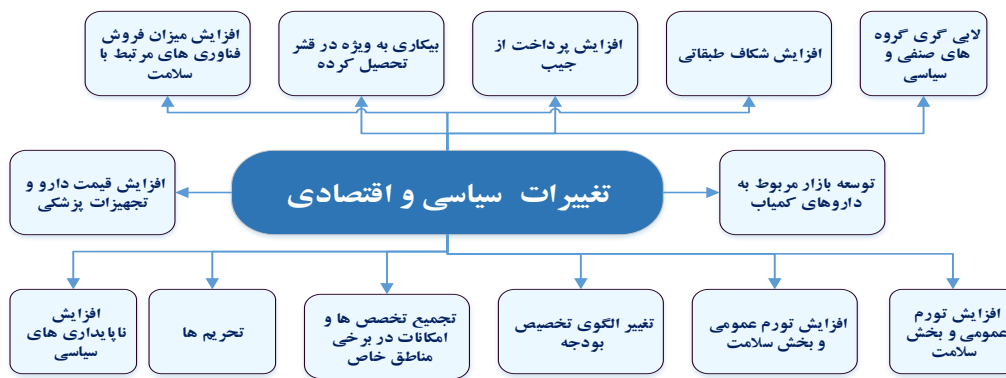 لابی گری گروه
های صنفی و
سیاسی
افزایش شکاف طبقاتی
افزایش پرداخت از
جیب
بیکاری به ویژه در قشر
تحصیل کرده
افزایش میزان فروش
فناوری های مرتبط با
سلامت
توسعه بازار مربوط به
داروهای کمیاب
تغییرات سیاسی و اقتصادی
افزایش قیمت دارو و
تجهیزات پزشکی
افزایش تورم
عمومی و بخش
سلامت
افزایش تورم عمومی
و بخش سلامت
تغییر الگوی تخصیص
بودجه
تجمیع تخصص ها و
امکانات در برخی
مناطق خاص
تحریم ها
افزایش
ناپایداری های
سیاسی